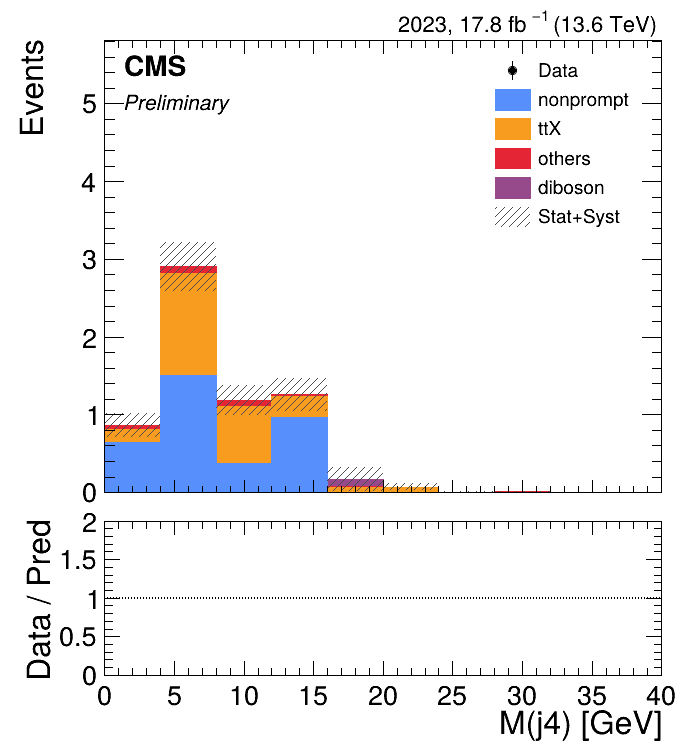 2023, 17.8 fb⁻¹ (13.6 TeV)
CMS
Preliminary
Data
nonprompt
ttX
others
diboson
Stat+Syst
Events
5
4
3
2
1
0
Data / Pred
2
1.5
1
0.5
0
0 5 10 15 20 25 30 35 40
M(j4) [GeV]